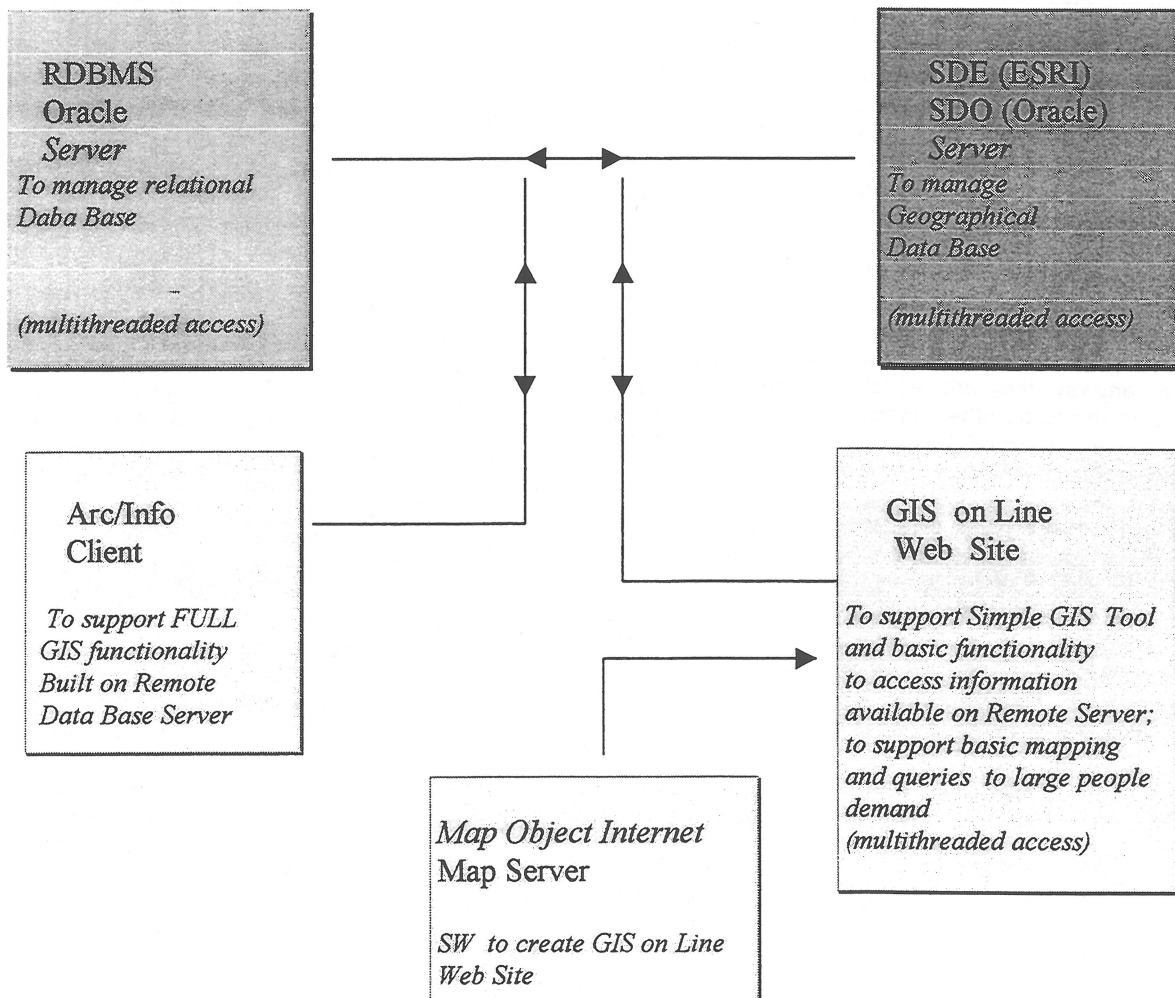 RDBMS
Oracle
Server
To manage relational
Daba Base
(multithreaded access)
SDE (ESRI)
SDO (Oracle)
Server
To manage
Geographical
Data Base
(multithreaded access)
Arc/Info
Client
To support FULL
GIS functionality
Built on Remote
Data Base Server
GIS on Line
Web Site
To support Simple GIS Tool
and basic functionality
to access information
available on Remote Server;
to support basic mapping
and queries to large people
demand
(multithreaded access)
Map Object Internet
Map Server
SW to create GIS on Line
Web Site